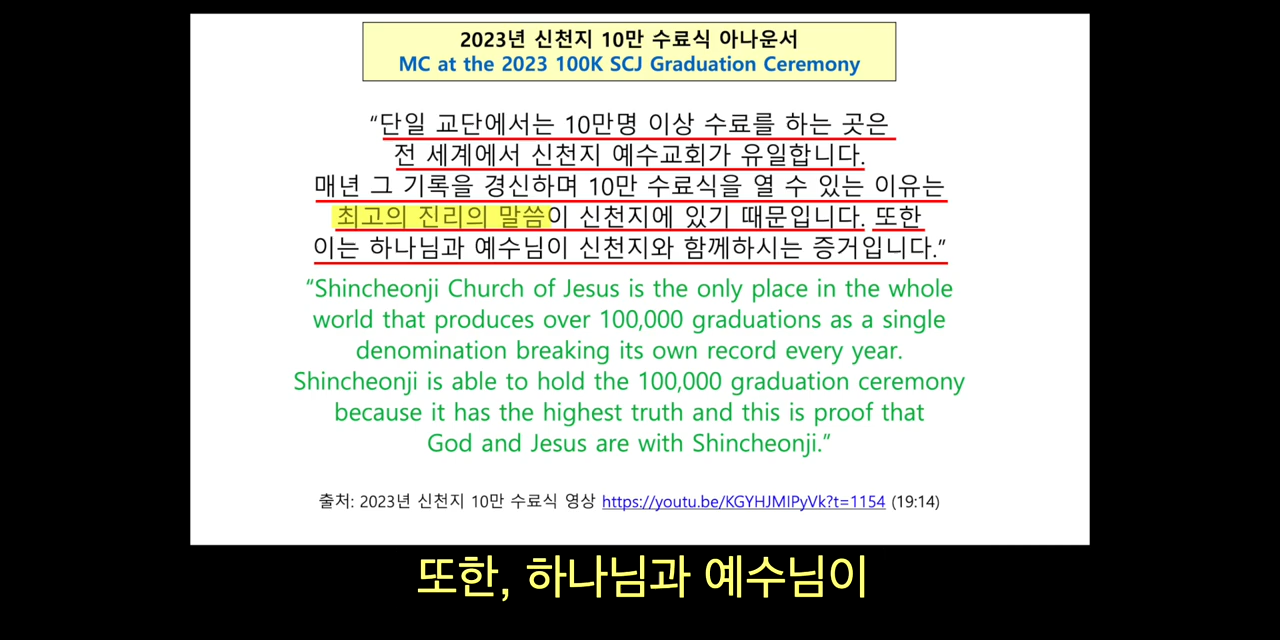 2023년 신천지 10만 수료식 아나운서
MC at the 2023 100K SCJ Graduation Ceremony
“단일 교단에서는 10만명 이상 수료를 하는 곳은
전 세계에서 신천지 예수교회가 유일합니다.
매년 그 기록을 경신하며 10만 수료식을 열 수 있는 이유는
최고의 진리의 말씀이 신천지에 있기 때문입니다. 또한
이는 하나님과 예수님이 신천지와 함께하시는 증거입니다.”
“Shincheonji Church of Jesus is the only place in the whole
world that produces over 100,000 graduations as a single
denomination breaking its own record every year.
Shincheonji is able to hold the 100,000 graduation ceremony
because it has the highest truth and this is proof that
God and Jesus are with Shincheonji.”
출처: 2023년 신천지 10만 수료식 영상 https://youtu.be/KGYHJMIPyVk?t=1154 (19:14)
또한, 하나님과 예수님이